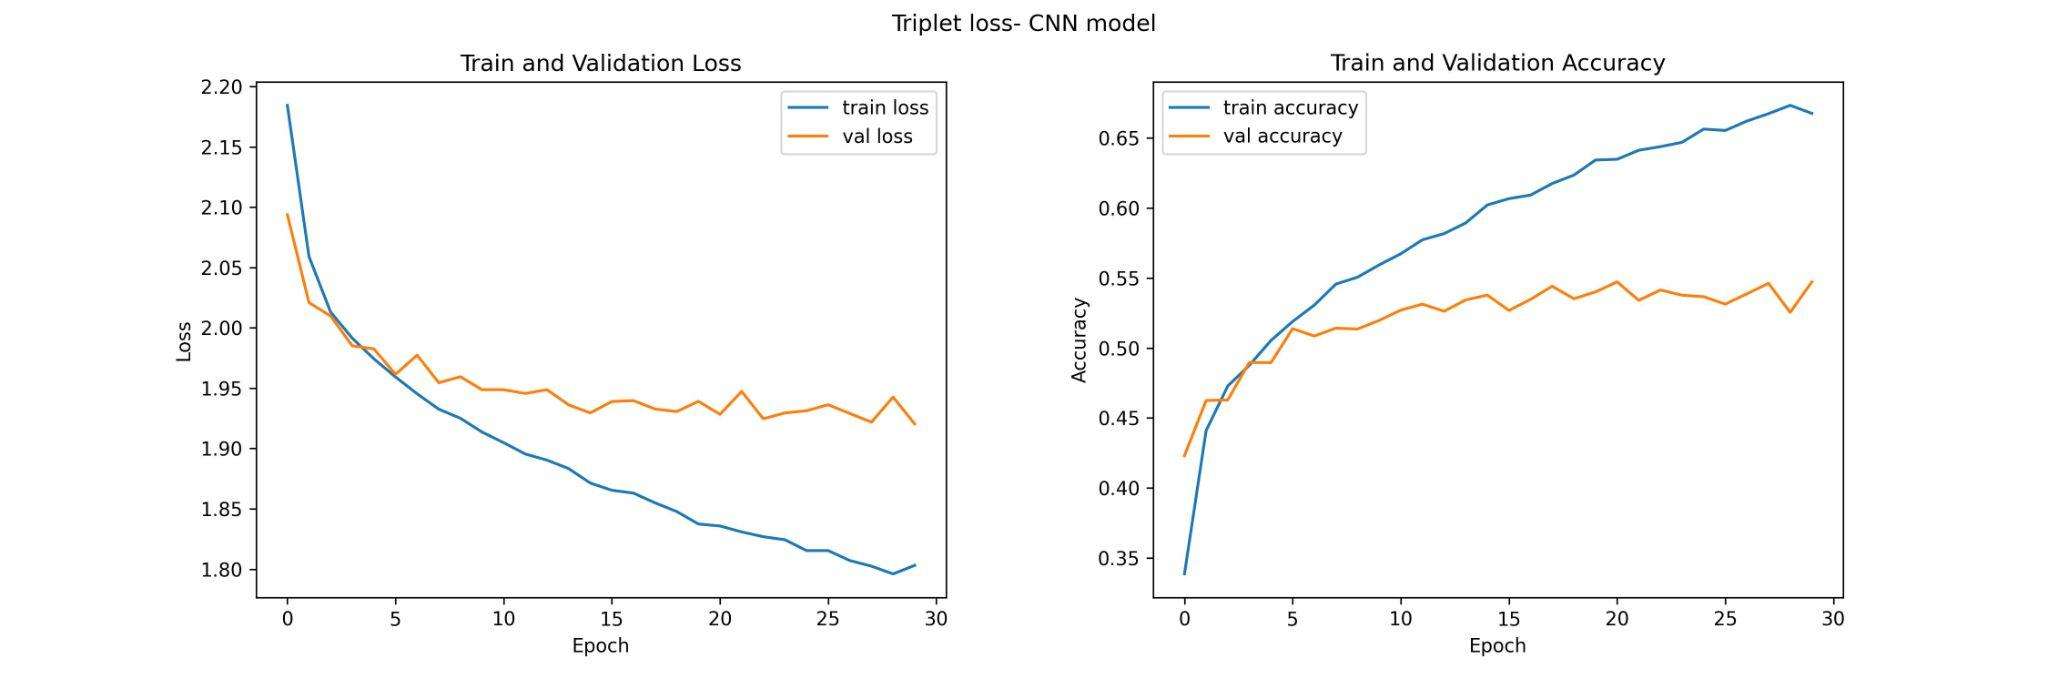 Triplet loss- CNN model
Train and Validation Loss
2.20
2.15
2.10
2.05
2.00
1.95
1.90
1.85
1.80
Loss
train loss
val loss
0 5 10 15 20 25 30
Epoch
Train and Validation Accuracy
0.65
0.60
0.55
0.50
0.45
0.40
0.35
Accuracy
train accuracy
val accuracy
0 5 10 15 20 25 30
Epoch